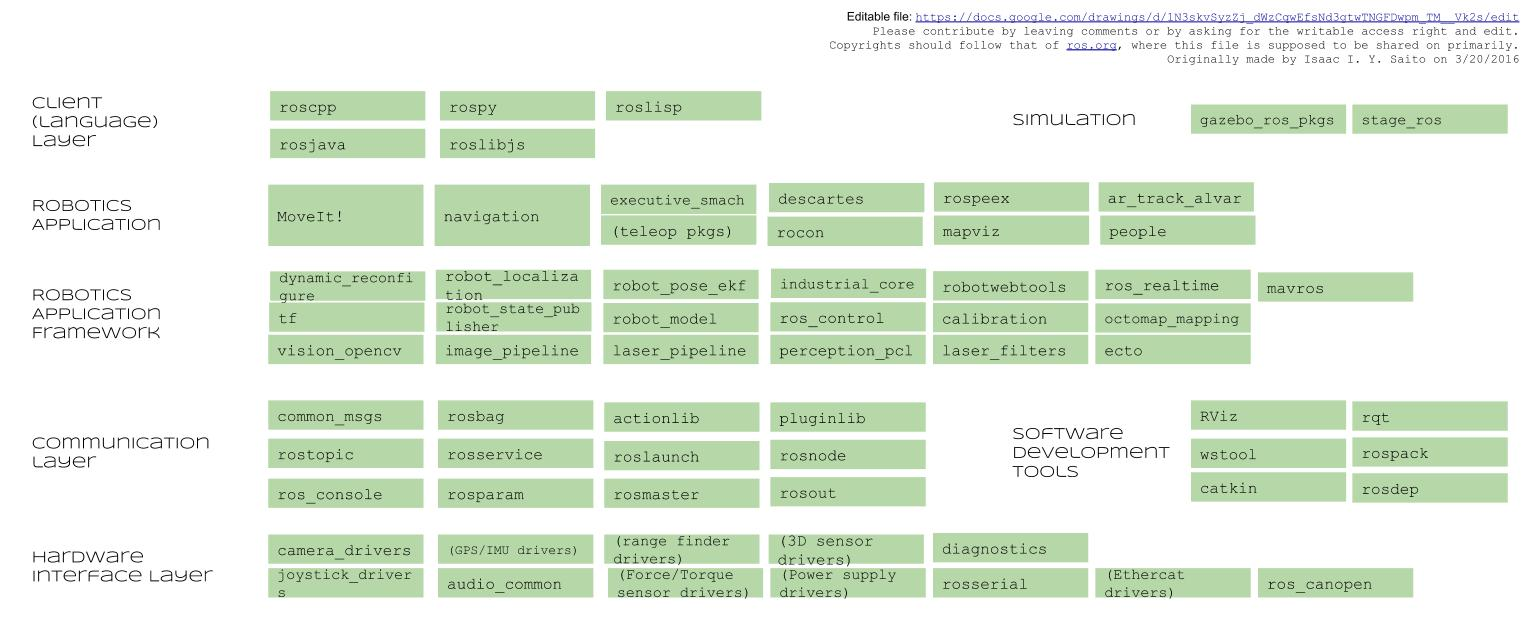 Editable file: https://docs.google.com/drawings/d/1N3skvSyzZj_dWzCqwEfsNd3gtwTNGFDwpm_TM__Vk2s/edit
Please contribute by leaving comments or by asking for the writable access right and edit.
Copyrights should follow that of ros.org, where this file is supposed to be shared on primarily.
Originally made by Isaac I. Y. Saito on 3/20/2016
Client
(Language)
Layer
roscpp
rospy
roslisp
rosjava
roslibjs
Simulation
gazebo_ros_pkgs
stage_ros
Robotics
Application
MoveIt!
navigation
executive_smach
descartes
rospeex
ar_track_alvar
(teleop pkgs)
rocon
mapviz
people
Robotics
Application
Framework
dynamic_reconfi
gure
robot_localiza
tion
robot_pose_ekf
industrial_core
robotwebtools
ros_realtime
mavros
tf
robot_state_pub
lisher
robot_model
ros_control
calibration
octomap_mapping
vision_opencv
image_pipeline
laser_pipeline
perception_pcl
laser_filters
ecto
Communication
Layer
common_msgs
rosbag
actionlib
pluginlib
rostopic
rosservice
roslaunch
rosnode
ros_console
rosparam
rosmaster
rosout
Software
Development
Tools
RViz
rqt
wstool
rospack
catkin
rosdep
Hardware
Interface Layer
camera_drivers
(GPS/IMU drivers)
(range finder
drivers)
(3D sensor
drivers)
diagnostics
joystick_driver
s
audio_common
(Force/Torque
sensor drivers)
(Power supply
drivers)
rosserial
(Ethercat
drivers)
ros_canopen